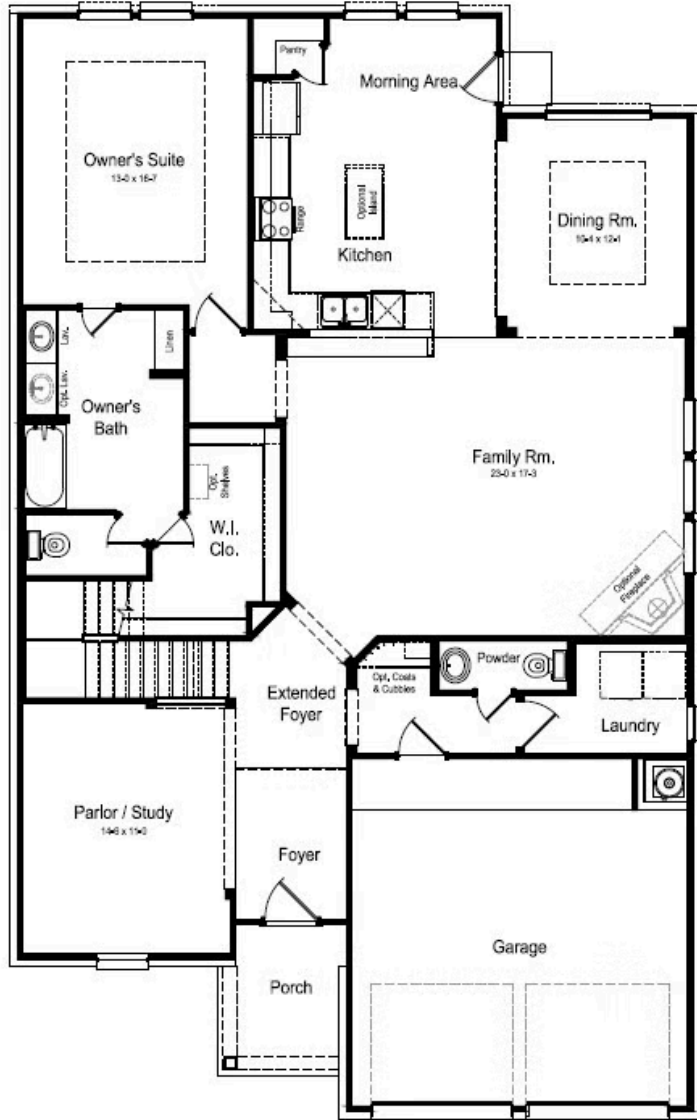 Pantry
Morning Area
Owner's Suite
13-0 x 16-7
Optional
Island
Range
Dining Rm.
10-4 x 12-1
Kitchen
Lav.
Linen
Opt. Lav.
Owner's
Bath
Family Rm.
23-0 x 17-3
Opt.
Shelves
W.I.
Clo.
Optional
Fireplace
Powder
Opt. Coats
& Cubbies
Extended
Foyer
Laundry
Parlor / Study
14-6 x 11-0
Foyer
Garage
Porch